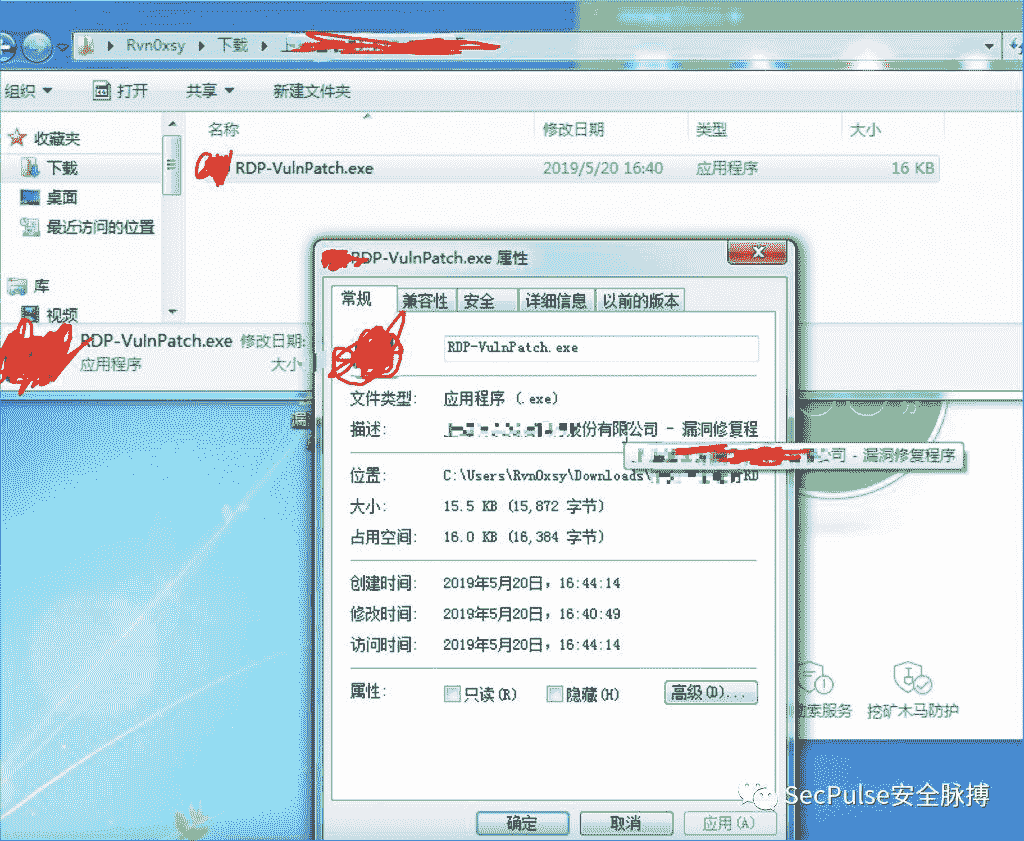 Rvn0xsy 下载
组织 打开 共享 新建文件夹
名称 修改日期 类型 大小
收藏夹
下载
RDP-VulnPatch.exe 2019/5/20 16:40 应用程序 16 KB
桌面
最近访问的位置
库
视频
RDP-VulnPatch.exe 修改日期:
应用程序 大小
RDP-VulnPatch.exe 属性
常规 兼容性 安全 详细信息 以前的版本
RDP-VulnPatch.exe
文件类型: 应用程序 (.exe)
描述: 股份有限公司 - 漏洞修复程
公司 - 漏洞修复程序
位置: C:\Users\Rvn0xsy\Downloads\ RD
大小: 15.5 KB (15,872 字节)
占用空间: 16.0 KB (16,384 字节)
创建时间: 2019年5月20日, 16:44:14
修改时间: 2019年5月20日, 16:40:49
访问时间: 2019年5月20日, 16:44:14
属性: 只读(R) 隐藏(H) 高级(D)...
索服务 挖矿木马防护
SecPulse安全脉搏
确定 取消 应用(A)